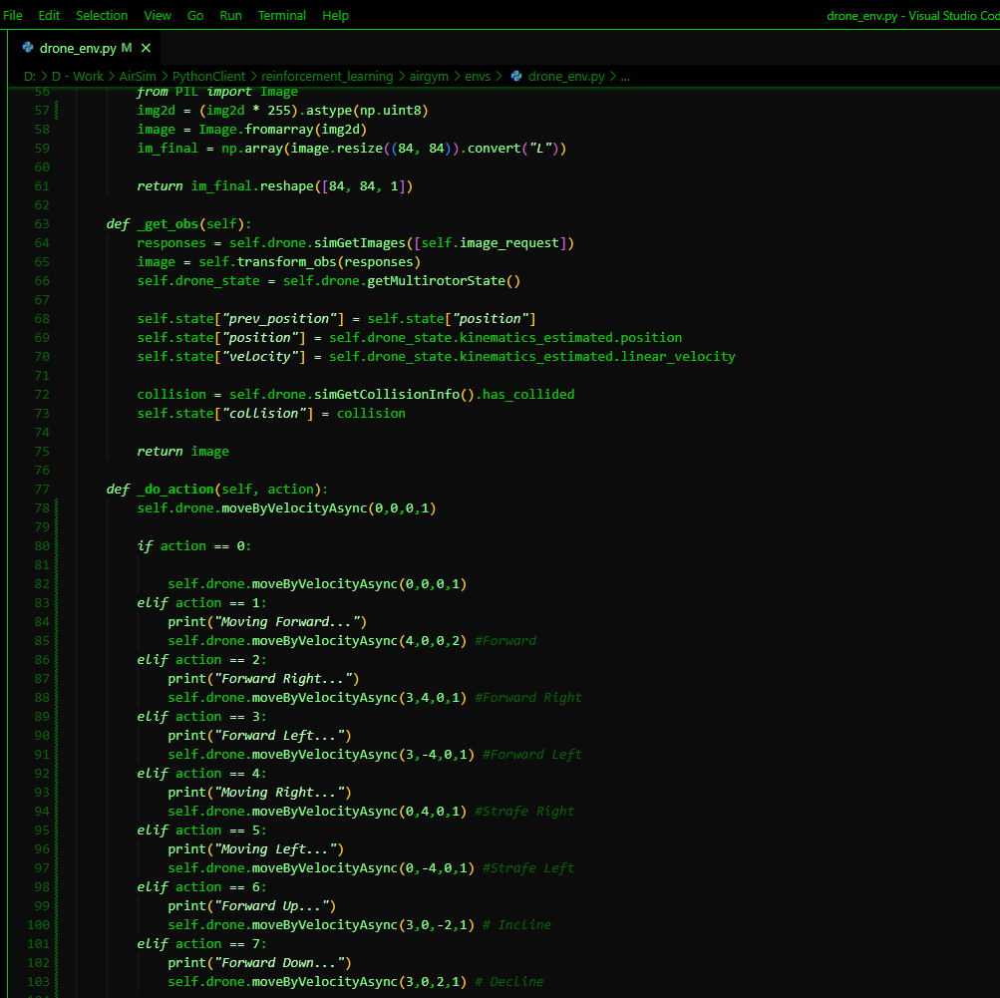 File Edit Selection View Go Run Terminal Help drone_env.py - Visual Studio Cod
drone_env.py M ✕
D: > D - Work > AirSim > PythonClient > reinforcement_learning > airgym > envs > drone_env.py > ...
56 from PIL import Image
57 img2d = (img2d * 255).astype(np.uint8)
58 image = Image.fromarray(img2d)
59 im_final = np.array(image.resize((84, 84)).convert("L"))
60
61 return im_final.reshape([84, 84, 1])
62
63 def _get_obs(self):
64 responses = self.drone.simGetImages([self.image_request])
65 image = self.transform_obs(responses)
66 self.drone_state = self.drone.getMultirotorState()
67
68 self.state["prev_position"] = self.state["position"]
69 self.state["position"] = self.drone_state.kinematics_estimated.position
70 self.state["velocity"] = self.drone_state.kinematics_estimated.linear_velocity
71
72 collision = self.drone.simGetCollisionInfo().has_collided
73 self.state["collision"] = collision
74
75 return image
76
77 def _do_action(self, action):
78 self.drone.moveByVelocityAsync(0,0,0,1)
79
80 if action == 0:
81
82 self.drone.moveByVelocityAsync(0,0,0,1)
83 elif action == 1:
84 print("Moving Forward...")
85 self.drone.moveByVelocityAsync(4,0,0,2) #Forward
86 elif action == 2:
87 print("Forward Right...")
88 self.drone.moveByVelocityAsync(3,4,0,1) #Forward Right
89 elif action == 3:
90 print("Forward Left...")
91 self.drone.moveByVelocityAsync(3,-4,0,1) #Forward Left
92 elif action == 4:
93 print("Moving Right...")
94 self.drone.moveByVelocityAsync(0,4,0,1) #Strafe Right
95 elif action == 5:
96 print("Moving Left...")
97 self.drone.moveByVelocityAsync(0,-4,0,1) #Strafe Left
98 elif action == 6:
99 print("Forward Up...")
100 self.drone.moveByVelocityAsync(3,0,-2,1) # Incline
101 elif action == 7:
102 print("Forward Down...")
103 self.drone.moveByVelocityAsync(3,0,2,1) # Decline